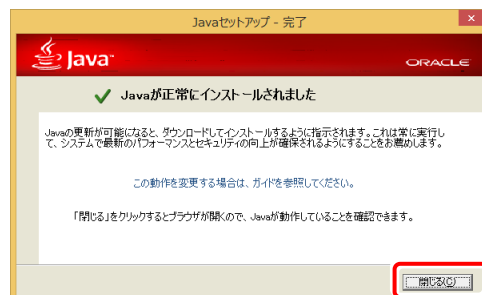 Javaセットアップ - 完了
Java
ORACLE
Javaが正常にインストールされました
Javaの更新が可能になると、ダウンロードしてインストールするように指示されます。これは常に実行し
て、システムで最新のパフォーマンスとセキュリティの向上が確保されるようにすることをお薦めします。
この動作を変更する場合は、ガイドを参照してください。
「閉じる」をクリックするとブラウザが開くので、Javaが動作していることを確認できます。
閉じる(C)